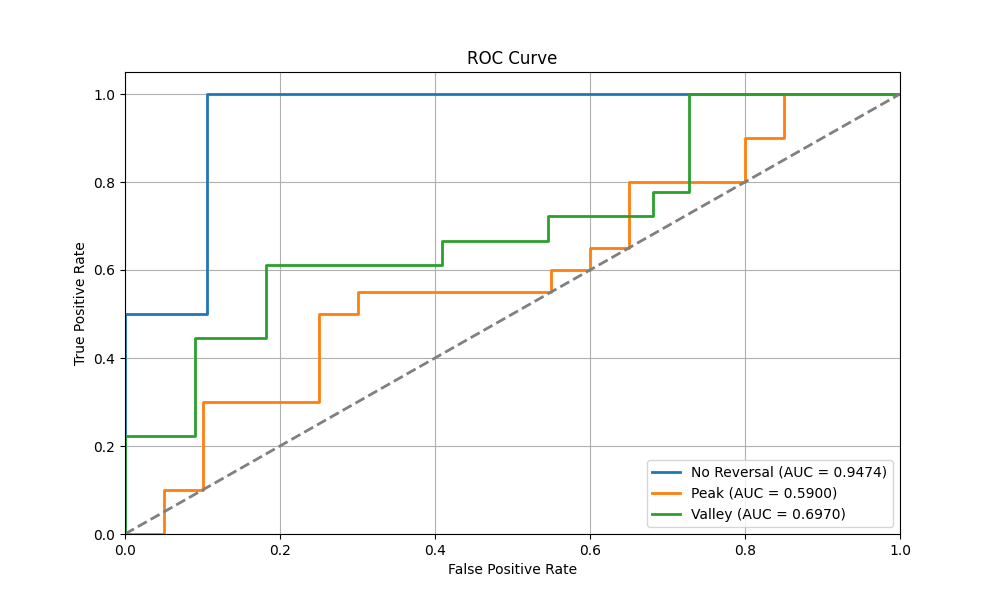 ROC Curve
True Positive Rate
1.0
0.8
0.6
0.4
0.2
0.0
0.0 0.2 0.4 0.6 0.8 1.0
False Positive Rate
No Reversal (AUC = 0.9474)
Peak (AUC = 0.5900)
Valley (AUC = 0.6970)